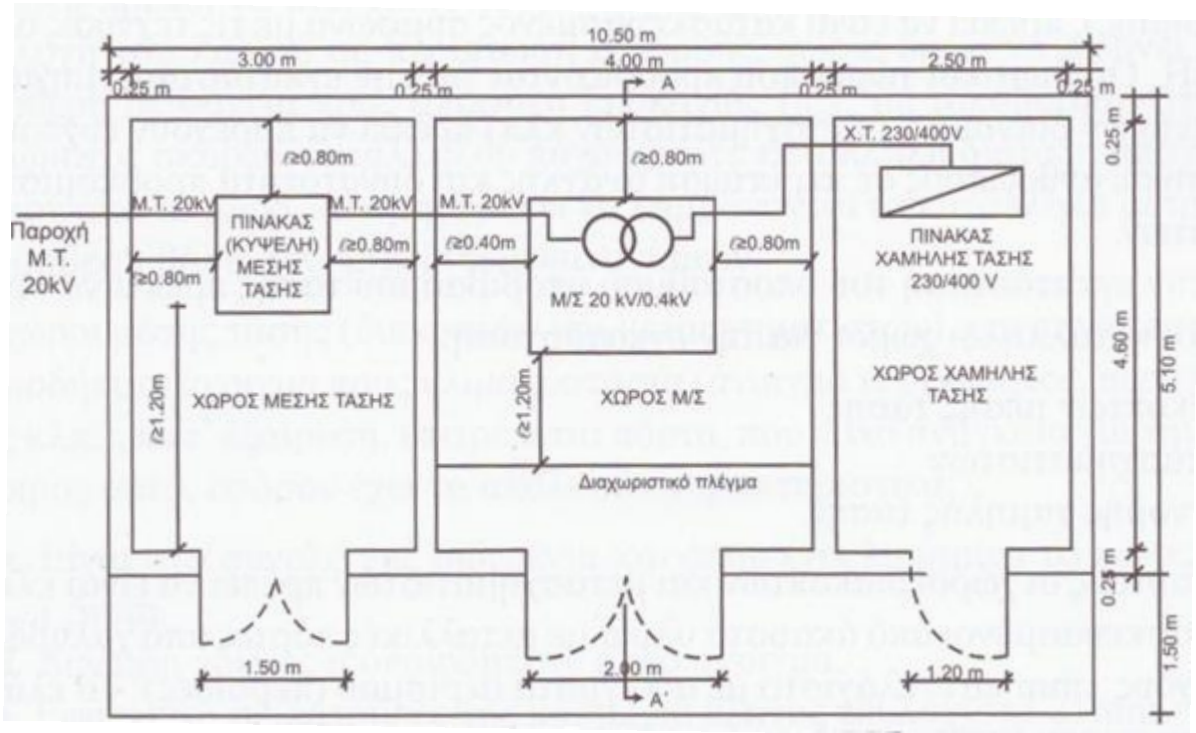 10.50 m
3.00 m
4.00 m
2.50 m
A
0.25 m
0.25 m
0.25 m
0.25 m
ℓ≥0.80m
ℓ≥0.80m
Χ.Τ. 230/400V
0.25 m
Μ.Τ. 20kV
Μ.Τ. 20kV
Μ.Τ. 20kV
Παροχή
Μ.Τ.
20kV
ΠΙΝΑΚΑΣ
(ΚΥΨΕΛΗ)
ΜΕΣΗΣ
ΤΑΣΗΣ
ℓ≥0.80m
ℓ≥0.80m
ℓ≥0.40m
ℓ≥0.80m
Μ/Σ 20 kV/0.4kV
ΠΙΝΑΚΑΣ
ΧΑΜΗΛΗΣ ΤΑΣΗΣ
230/400 V
4.60 m
5.10 m
ℓ≥1.20m
ΧΩΡΟΣ ΜΕΣΗΣ ΤΑΣΗΣ
ℓ≥1.20m
ΧΩΡΟΣ Μ/Σ
ΧΩΡΟΣ ΧΑΜΗΛΗΣ
ΤΑΣΗΣ
Διαχωριστικό πλέγμα
0.25 m
1.50 m
1.50 m
2.00 m
1.20 m
A